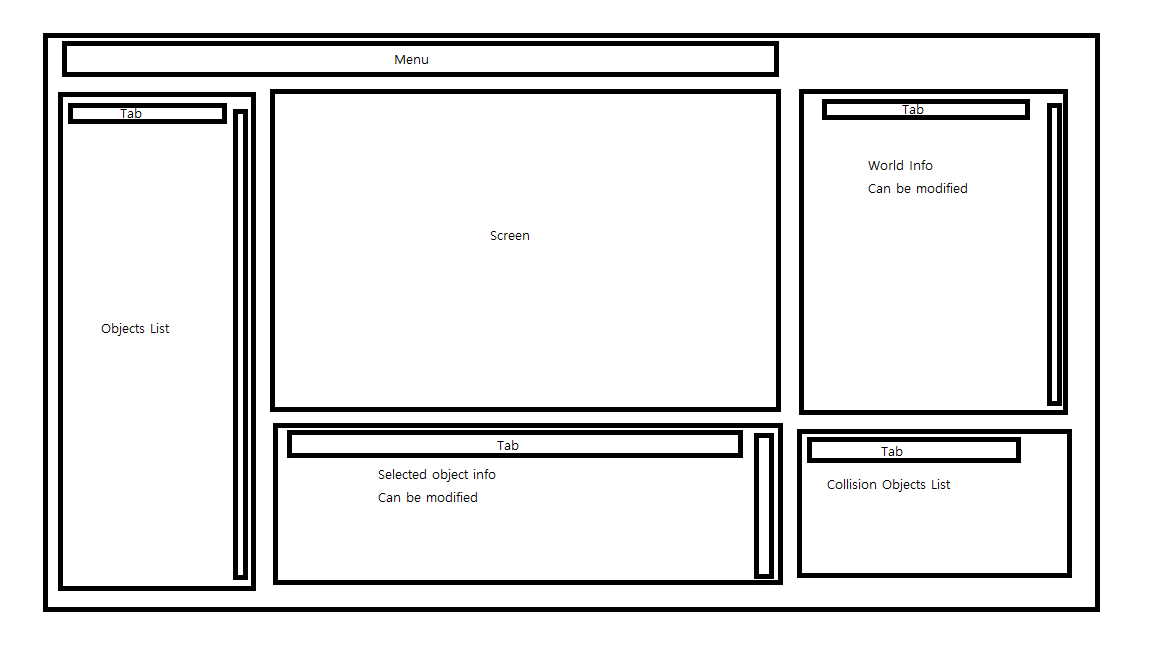 Menu
Tab
Objects List
Screen
Tab
Selected object info
Can be modified
Tab
World Info
Can be modified
Tab
Collision Objects List